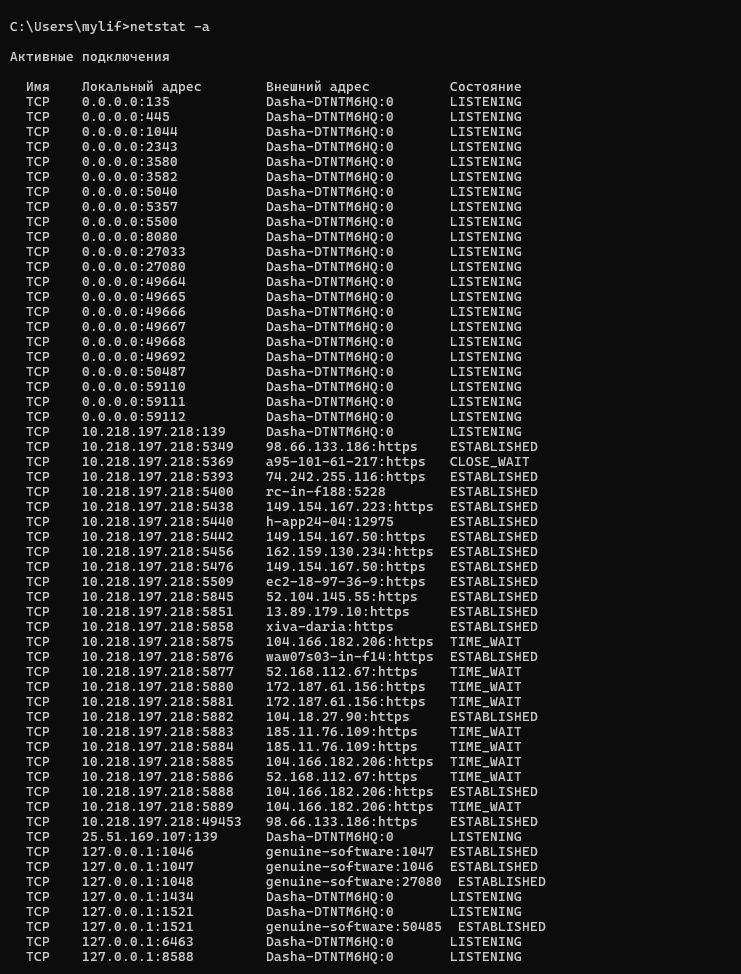 C:\Users\mylif>netstat -a
Активные подключения
Имя Локальный адрес Внешний адрес Состояние
TCP 0.0.0.0:135 Dasha-DTNTM6HQ:0 LISTENING
TCP 0.0.0.0:445 Dasha-DTNTM6HQ:0 LISTENING
TCP 0.0.0.0:1044 Dasha-DTNTM6HQ:0 LISTENING
TCP 0.0.0.0:2343 Dasha-DTNTM6HQ:0 LISTENING
TCP 0.0.0.0:3580 Dasha-DTNTM6HQ:0 LISTENING
TCP 0.0.0.0:3582 Dasha-DTNTM6HQ:0 LISTENING
TCP 0.0.0.0:5040 Dasha-DTNTM6HQ:0 LISTENING
TCP 0.0.0.0:5357 Dasha-DTNTM6HQ:0 LISTENING
TCP 0.0.0.0:5500 Dasha-DTNTM6HQ:0 LISTENING
TCP 0.0.0.0:8080 Dasha-DTNTM6HQ:0 LISTENING
TCP 0.0.0.0:27033 Dasha-DTNTM6HQ:0 LISTENING
TCP 0.0.0.0:27080 Dasha-DTNTM6HQ:0 LISTENING
TCP 0.0.0.0:49664 Dasha-DTNTM6HQ:0 LISTENING
TCP 0.0.0.0:49665 Dasha-DTNTM6HQ:0 LISTENING
TCP 0.0.0.0:49666 Dasha-DTNTM6HQ:0 LISTENING
TCP 0.0.0.0:49667 Dasha-DTNTM6HQ:0 LISTENING
TCP 0.0.0.0:49668 Dasha-DTNTM6HQ:0 LISTENING
TCP 0.0.0.0:49692 Dasha-DTNTM6HQ:0 LISTENING
TCP 0.0.0.0:50487 Dasha-DTNTM6HQ:0 LISTENING
TCP 0.0.0.0:59110 Dasha-DTNTM6HQ:0 LISTENING
TCP 0.0.0.0:59111 Dasha-DTNTM6HQ:0 LISTENING
TCP 0.0.0.0:59112 Dasha-DTNTM6HQ:0 LISTENING
TCP 10.218.197.218:139 Dasha-DTNTM6HQ:0 LISTENING
TCP 10.218.197.218:5349 98.66.133.186:https ESTABLISHED
TCP 10.218.197.218:5369 a95-101-61-217:https CLOSE_WAIT
TCP 10.218.197.218:5393 74.242.255.116:https ESTABLISHED
TCP 10.218.197.218:5400 rc-in-f188:5228 ESTABLISHED
TCP 10.218.197.218:5438 149.154.167.223:https ESTABLISHED
TCP 10.218.197.218:5440 h-app24-04:12975 ESTABLISHED
TCP 10.218.197.218:5442 149.154.167.50:https ESTABLISHED
TCP 10.218.197.218:5456 162.159.130.234:https ESTABLISHED
TCP 10.218.197.218:5476 149.154.167.50:https ESTABLISHED
TCP 10.218.197.218:5509 ec2-18-97-36-9:https ESTABLISHED
TCP 10.218.197.218:5845 52.104.145.55:https ESTABLISHED
TCP 10.218.197.218:5851 13.89.179.10:https ESTABLISHED
TCP 10.218.197.218:5858 xiva-daria:https ESTABLISHED
TCP 10.218.197.218:5875 104.166.182.206:https TIME_WAIT
TCP 10.218.197.218:5876 waw07s03-in-f14:https ESTABLISHED
TCP 10.218.197.218:5877 52.168.112.67:https TIME_WAIT
TCP 10.218.197.218:5880 172.187.61.156:https TIME_WAIT
TCP 10.218.197.218:5881 172.187.61.156:https TIME_WAIT
TCP 10.218.197.218:5882 104.18.27.90:https ESTABLISHED
TCP 10.218.197.218:5883 185.11.76.109:https TIME_WAIT
TCP 10.218.197.218:5884 185.11.76.109:https TIME_WAIT
TCP 10.218.197.218:5885 104.166.182.206:https TIME_WAIT
TCP 10.218.197.218:5886 52.168.112.67:https TIME_WAIT
TCP 10.218.197.218:5888 104.166.182.206:https ESTABLISHED
TCP 10.218.197.218:5889 104.166.182.206:https TIME_WAIT
TCP 10.218.197.218:49453 98.66.133.186:https ESTABLISHED
TCP 25.51.169.107:139 Dasha-DTNTM6HQ:0 LISTENING
TCP 127.0.0.1:1046 genuine-software:1047 ESTABLISHED
TCP 127.0.0.1:1047 genuine-software:1046 ESTABLISHED
TCP 127.0.0.1:1048 genuine-software:27080 ESTABLISHED
TCP 127.0.0.1:1434 Dasha-DTNTM6HQ:0 LISTENING
TCP 127.0.0.1:1521 Dasha-DTNTM6HQ:0 LISTENING
TCP 127.0.0.1:1521 genuine-software:50485 ESTABLISHED
TCP 127.0.0.1:6463 Dasha-DTNTM6HQ:0 LISTENING
TCP 127.0.0.1:8588 Dasha-DTNTM6HQ:0 LISTENING